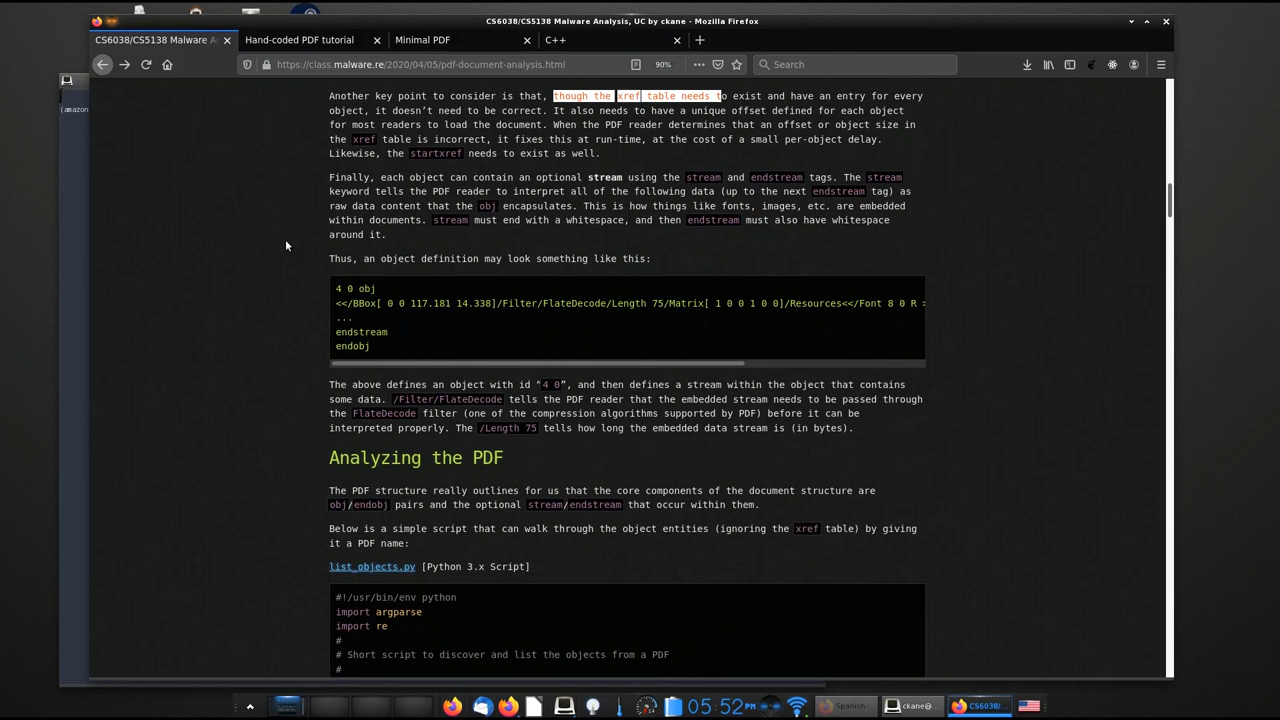 CS6038/CS5138 Malware Analysis, UC by ckane - Mozilla Firefox
CS6038/CS5138 Malware A
Hand-coded PDF tutorial
Minimal PDF
C++
https://class.malware.re/2020/04/05/pdf-document-analysis.html
90%
Search
(amazon
Another key point to consider is that, though the xref table needs to exist and have an entry for every
object, it doesn’t need to be correct. It also needs to have a unique offset defined for each object
for most readers to load the document. When the PDF reader determines that an offset or object size in
the xref table is incorrect, it fixes this at run-time, at the cost of a small per-object delay.
Likewise, the startxref needs to exist as well.
Finally, each object can contain an optional stream using the stream and endstream tags. The stream
keyword tells the PDF reader to interpret all of the following data (up to the next endstream tag) as
raw data content that the obj encapsulates. This is how things like fonts, images, etc. are embedded
within documents. stream must end with a whitespace, and then endstream must also have whitespace
around it.
Thus, an object definition may look something like this:
4 0 obj
<</BBox[ 0 0 117.181 14.338]/Filter/FlateDecode/Length 75/Matrix[ 1 0 0 1 0 0]/Resources<</Font 8 0 R >
...
endstream
endobj
The above defines an object with id “4 0”, and then defines a stream within the object that contains
some data. /Filter/FlateDecode tells the PDF reader that the embedded stream needs to be passed through
the FlateDecode filter (one of the compression algorithms supported by PDF) before it can be
interpreted properly. The /Length 75 tells how long the embedded data stream is (in bytes).
Analyzing the PDF
The PDF structure really outlines for us that the core components of the document structure are
obj/endobj pairs and the optional stream/endstream that occur within them.
Below is a simple script that can walk through the object entities (ignoring the xref table) by giving
it a PDF name:
list_objects.py [Python 3.x Script]
#!/usr/bin/env python
import argparse
import re
#
# Short script to discover and list the objects from a PDF
#
05:52
Spanish
ckane@...
CS6038/...